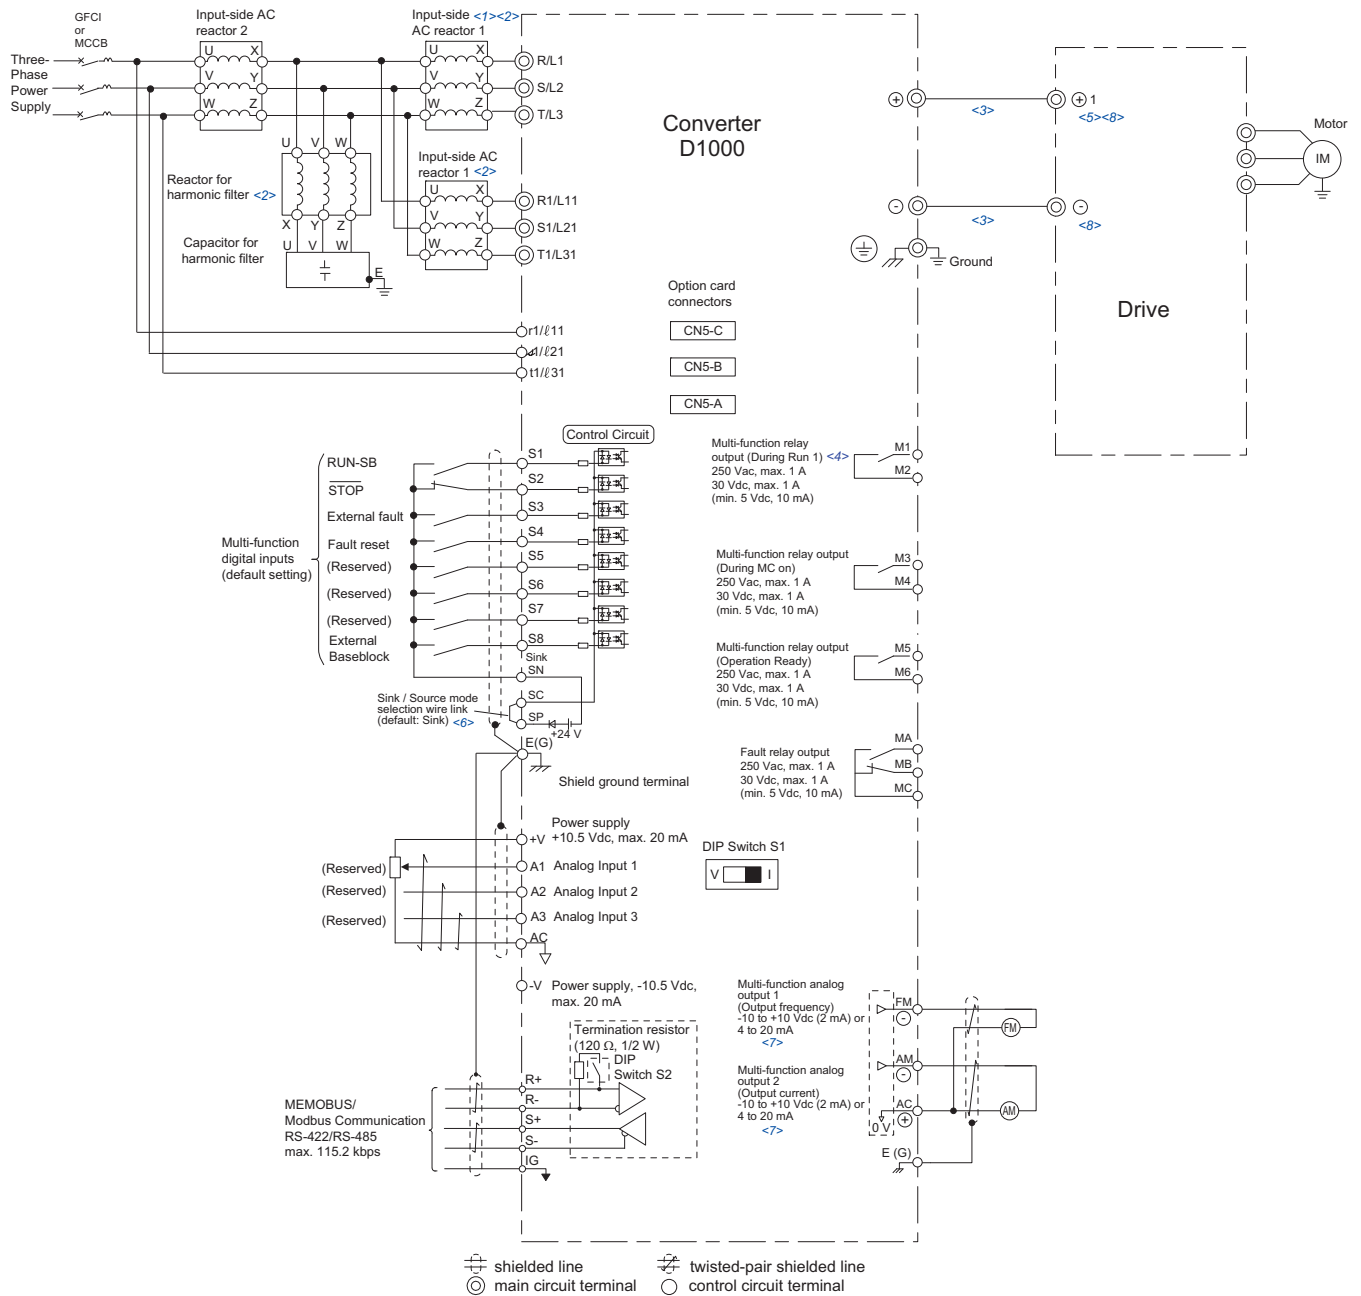 GFCI
or
MCCB
Three-
Phase
Power
Supply
Input-side AC
reactor 2
U X
V Y
W Z
Input-side <1><2>
AC reactor 1
U X
V Y
W Z
R/L1
S/L2
T/L3
U V W
Reactor for
harmonic filter <2>
X Y Z
Capacitor for
harmonic filter
U V W
E
Input-side AC
reactor 1 <2>
U X
V Y
W Z
R1/L11
S1/L21
T1/L31
r1/ℓ11
1/ℓ21
t1/ℓ31
Converter
D1000
Option card
connectors
CN5-C
CN5-B
CN5-A
+
-
<3>
<3>
+ 1
<5><8>
-
<8>
Ground
Drive
Motor
IM
Control Circuit
Multi-function
digital inputs
(default setting)
RUN-SB
STOP
External fault
Fault reset
(Reserved)
(Reserved)
(Reserved)
External
Baseblock
S1
S2
S3
S4
S5
S6
S7
S8
Sink
SN
SC
SP
+24 V
Sink / Source mode
selection wire link
(default: Sink) <6>
E(G)
Shield ground terminal
Multi-function relay
output (During Run 1) <4>
250 Vac, max. 1 A
30 Vdc, max. 1 A
(min. 5 Vdc, 10 mA)
M1
M2
Multi-function relay output
(During MC on)
250 Vac, max. 1 A
30 Vdc, max. 1 A
(min. 5 Vdc, 10 mA)
M3
M4
Multi-function relay output
(Operation Ready)
250 Vac, max. 1 A
30 Vdc, max. 1 A
(min. 5 Vdc, 10 mA)
M5
M6
Fault relay output
250 Vac, max. 1 A
30 Vdc, max. 1 A
(min. 5 Vdc, 10 mA)
MA
MB
MC
Power supply
+V +10.5 Vdc, max. 20 mA
(Reserved)
A1 Analog Input 1
(Reserved)
A2 Analog Input 2
(Reserved)
A3 Analog Input 3
AC
-V Power supply, -10.5 Vdc,
max. 20 mA
DIP Switch S1
V I
Termination resistor
(120 Ω, 1/2 W)
DIP
Switch S2
MEMOBUS/
Modbus Communication
RS-422/RS-485
max. 115.2 kbps
R+
R-
S+
S-
IG
Multi-function analog
output 1
(Output frequency)
-10 to +10 Vdc (2 mA) or
4 to 20 mA
<7>
Multi-function analog
output 2
(Output current)
-10 to +10 Vdc (2 mA) or
4 to 20 mA
<7>
FM
-
AM
-
AC
+
0 V
E (G)
FM
AM
shielded line
twisted-pair shielded line
main circuit terminal
control circuit terminal